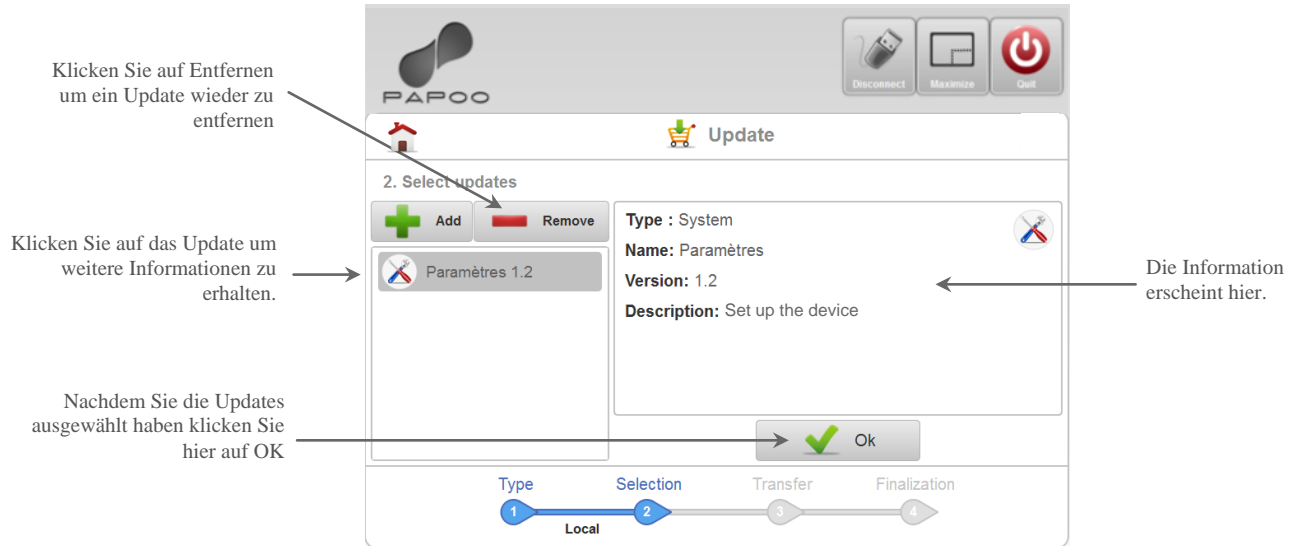 Klicken Sie auf Entfernen
um ein Update wieder zu
entfernen
Klicken Sie auf das Update um
weitere Informationen zu
erhalten.
Nachdem Sie die Updates
ausgewählt haben klicken Sie
hier auf OK
PAPOO
Disconnect
Maximize
Quit
Update
2. Select updates
Add
Remove
Paramètres 1.2
Type : System
Name: Paramètres
Version: 1.2
Description: Set up the device
Ok
Type
Selection
Transfer
Finalization
1
2
3
4
Local
Die Information
erscheint hier.